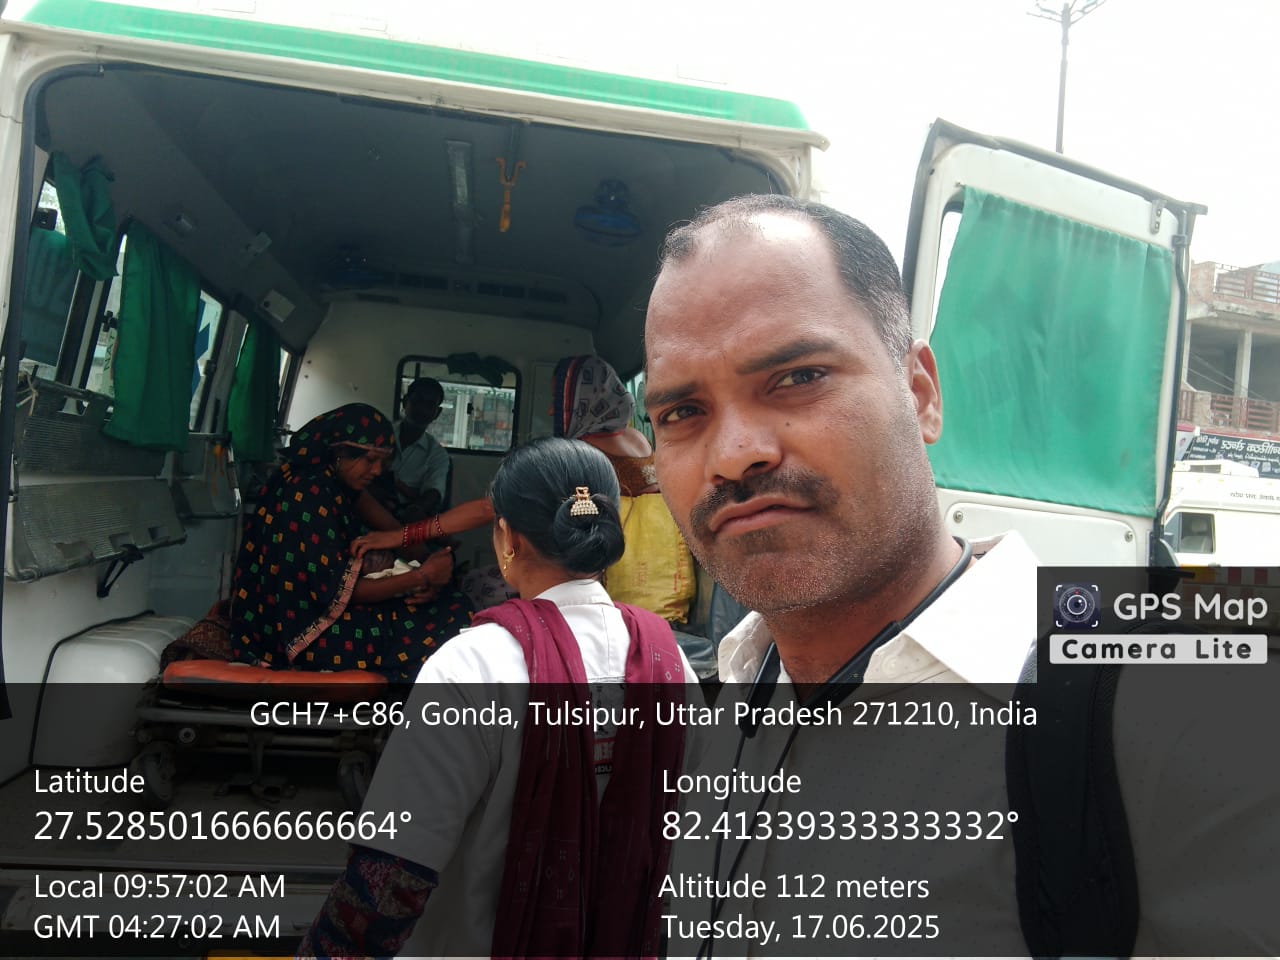 102
GPS Map
Camera Lite
GCH7+C86, Gonda, Tulsipur, Uttar Pradesh 271210, India
Latitude
27.528501666666664°
Longitude
82.41339333333332°
Local 09:57:02 AM
GMT 04:27:02 AM
Altitude 112 meters
Tuesday, 17.06.2025